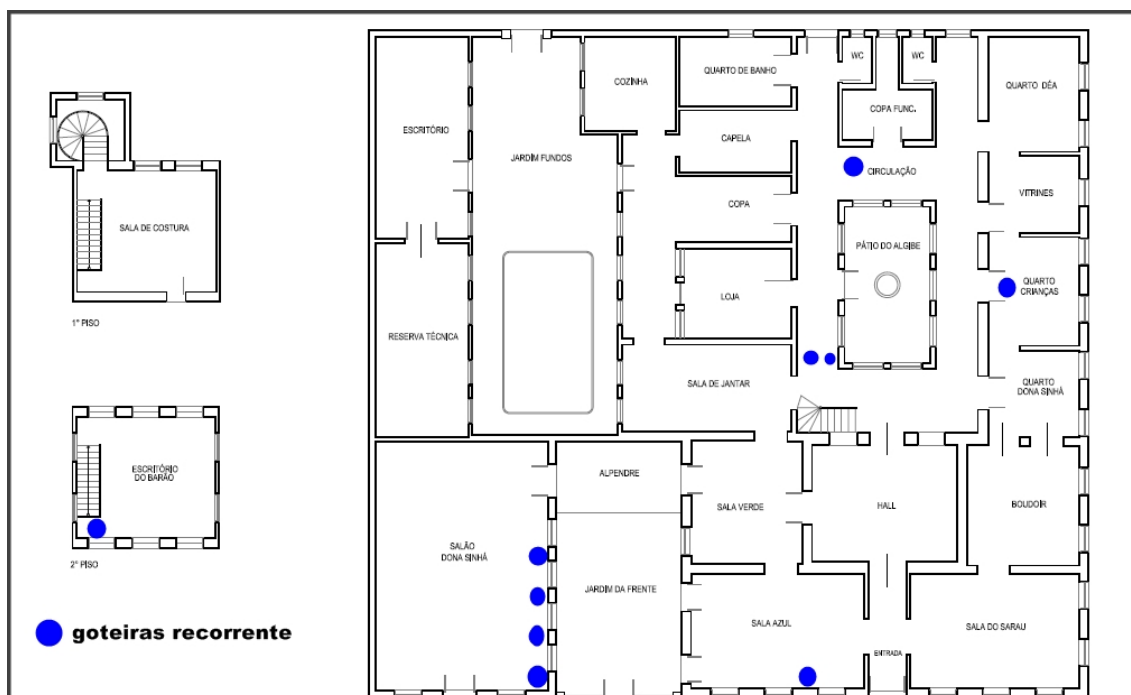 SALA DE COSTURA
1° PISO
ESCRITÓRIO
DO BARÃO
2° PISO
goteiras recorrente
ESCRITÓRIO
RESERVA TÉCNICA
JARDIM FUNDOS
COZINHA
QUARTO DE BANHO
CAPELA
COPA
LOJA
SALA DE JANTAR
WC
WC
COPA FUNC.
CIRCULAÇÃO
PÁTIO DO ALGIBE
QUARTO DÉA
VITRINES
QUARTO
CRIANÇAS
QUARTO
DONA SINHÁ
SALÃO
DONA SINHÁ
ALPENDRE
JARDIM DA FRENTE
SALA VERDE
HALL
BOUDOIR
SALA AZUL
ENTRADA
SALA DO SARAU